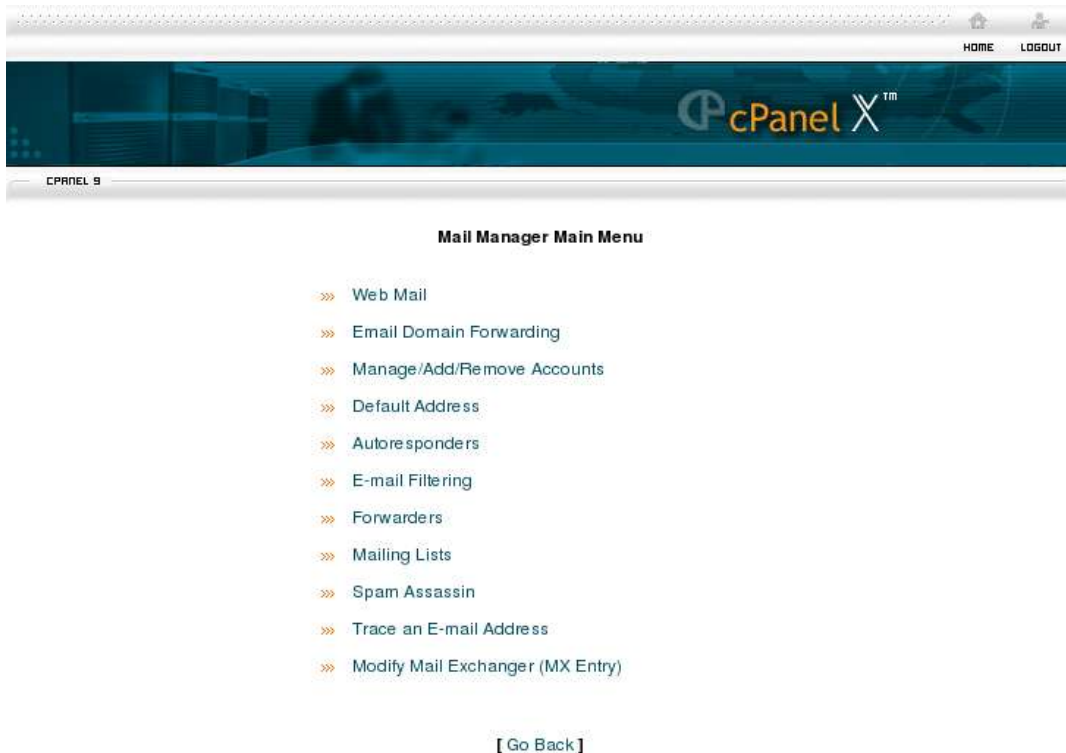 HOME LOGOUT
cPanel X™
CPANEL 9
Mail Manager Main Menu
Web Mail
Email Domain Forwarding
Manage/Add/Remove Accounts
Default Address
Autoresponders
E-mail Filtering
Forwarders
Mailing Lists
Spam Assassin
Trace an E-mail Address
Modify Mail Exchanger (MX Entry)
[ Go Back ]